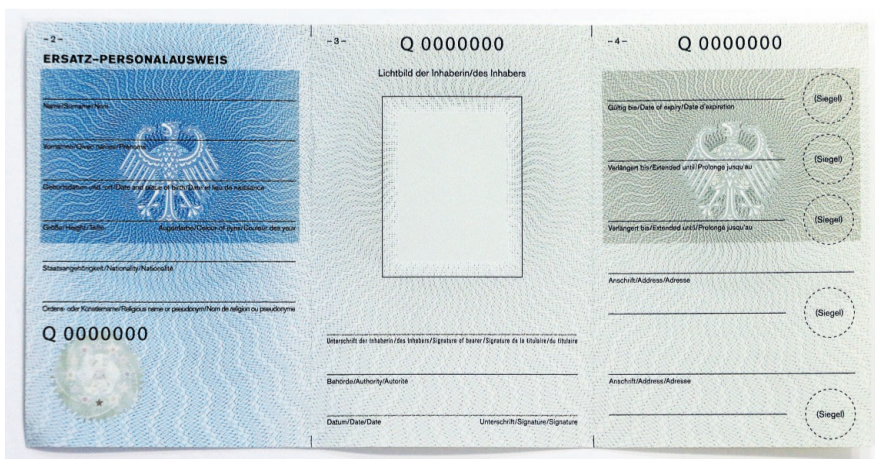 -2-
ERSATZ-PERSONALAUSWEIS
Name/Surname/Nom
Vornamen/Given names/Prénoms
Geburtsdatum und -ort/Date and place of birth/Date et lieu de naissance
Größe/Height/Taille Augenfarbe/Colour of eyes/Couleur des yeux
Staatsangehörigkeit/Nationality/Nationalité
Ordens- oder Künstlername/Religious name or pseudonym/Nom de religion ou pseudonyme
Q 0000000
-3- Q 0000000
Lichtbild der Inhaberin/des Inhabers
Unterschrift der Inhaberin/des Inhabers/Signature of bearer/Signature de la titulaire/du titulaire
Behörde/Authority/Autorité
Datum/Date/Date Unterschrift/Signature/Signature
-4- Q 0000000
(Siegel)
Gültig bis/Date of expiry/Date d'expiration
(Siegel)
Verlängert bis/Extended until/Prolongé jusqu'au
(Siegel)
Verlängert bis/Extended until/Prolongé jusqu'au
Anschrift/Address/Adresse
(Siegel)
Anschrift/Address/Adresse
(Siegel)